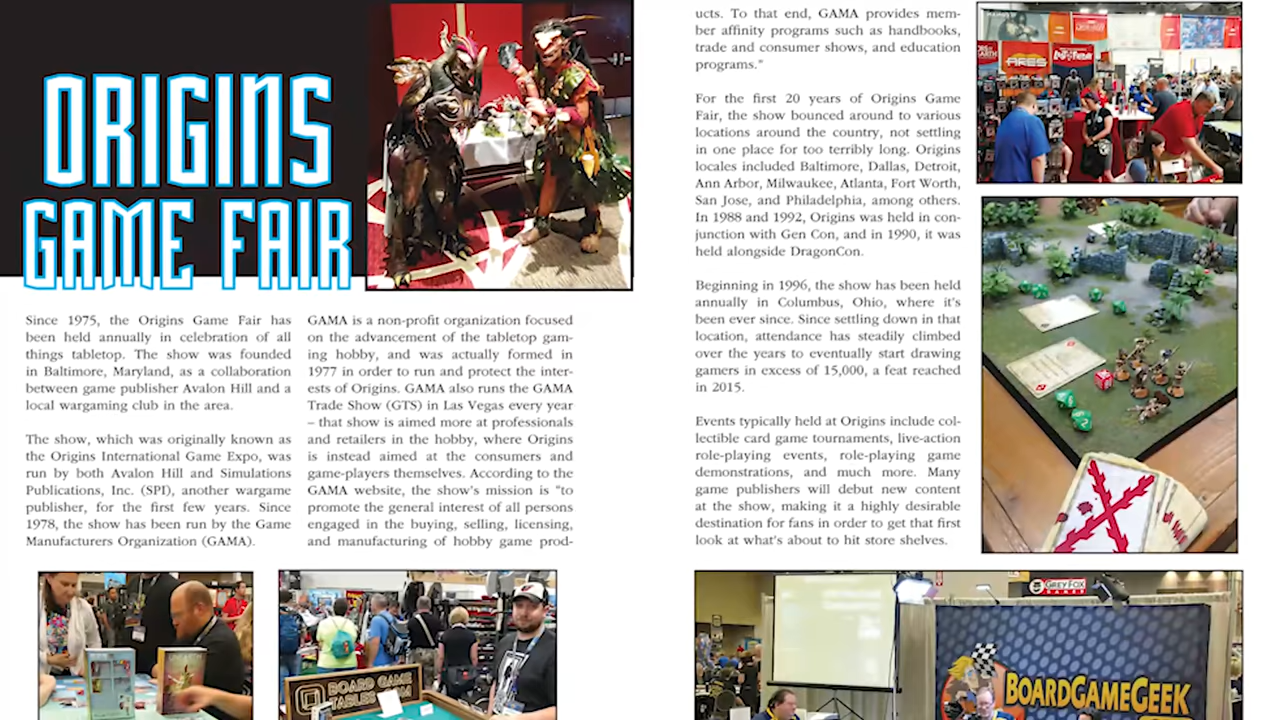 ORIGINS
GAME FAIR
Since 1975, the Origins Game Fair has
been held annually in celebration of all
things tabletop. The show was founded
in Baltimore, Maryland, as a collaboration
between game publisher Avalon Hill and a
local wargaming club in the area.
The show, which was originally known as
the Origins International Game Expo, was
run by both Avalon Hill and Simulations
Publications, Inc. (SPI), another wargame
publisher, for the first few years. Since
1978, the show has been run by the Game
Manufacturers Organization (GAMA).
GAMA is a non-profit organization focused
on the advancement of the tabletop gam-
ing hobby, and was actually formed in
1977 in order to run and protect the inter-
ests of Origins. GAMA also runs the GAMA
Trade Show (GTS) in Las Vegas every year
– that show is aimed more at professionals
and retailers in the hobby, where Origins
is instead aimed at the consumers and
game-players themselves. According to the
GAMA website, the show's mission is "to
promote the general interest of all persons
engaged in the buying, selling, licensing,
and manufacturing of hobby game prod-
ucts. To that end, GAMA provides mem-
ber affinity programs such as handbooks,
trade and consumer shows, and education
programs."
For the first 20 years of Origins Game
Fair, the show bounced around to various
locations around the country, not settling
in one place for too terribly long. Origins
locales included Baltimore, Dallas, Detroit,
Ann Arbor, Milwaukee, Atlanta, Fort Worth,
San Jose, and Philadelphia, among others.
In 1988 and 1992, Origins was held in con-
junction with Gen Con, and in 1990, it was
held alongside DragonCon.
Beginning in 1996, the show has been held
annually in Columbus, Ohio, where it's
been ever since. Since settling down in that
location, attendance has steadily climbed
over the years to eventually start drawing
gamers in excess of 15,000, a feat reached
in 2015.
Events typically held at Origins include col-
lectible card game tournaments, live-action
role-playing events, role-playing game
demonstrations, and much more. Many
game publishers will debut new content
at the show, making it a highly desirable
destination for fans in order to get that first
look at what's about to hit store shelves.
ARES
BOARD GAME
TABLES
GREY FOX
GAMES
BOARDGAMEGEEK